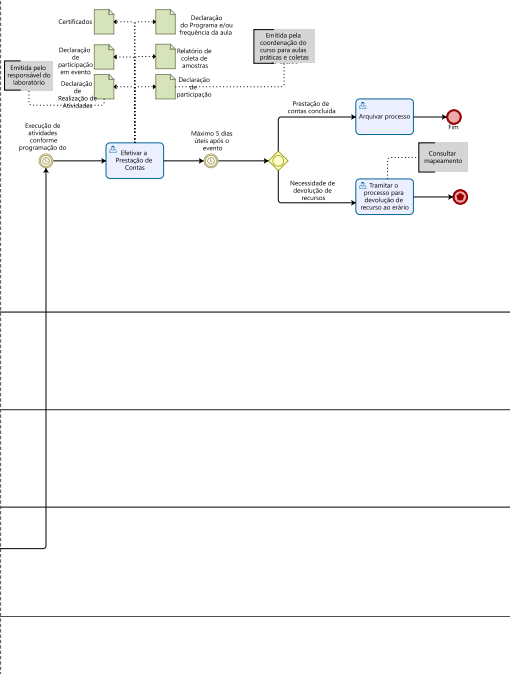 Certificados
Declaração
do Programa e/ou
frequência da aula
Emitida pela
coordenação do
curso para aulas
práticas e coletas
Declaração
de
participação
em evento
Relatório de
coleta de
amostras
Emitida pelo
responsável do
laboratório
Declaração
de
Realização de
Atividades
Declaração
de
participação
Execução de
atividades
conforme
programação do
Efetivar a
Prestação de
Contas
Máximo 5 dias
úteis após o
evento
Prestação de
contas concluída
Arquivar processo
Fim
Consultar
mapeamento
Necessidade de
devolução de
recursos
Tramitar o
processo para
devolução de
recurso ao erário